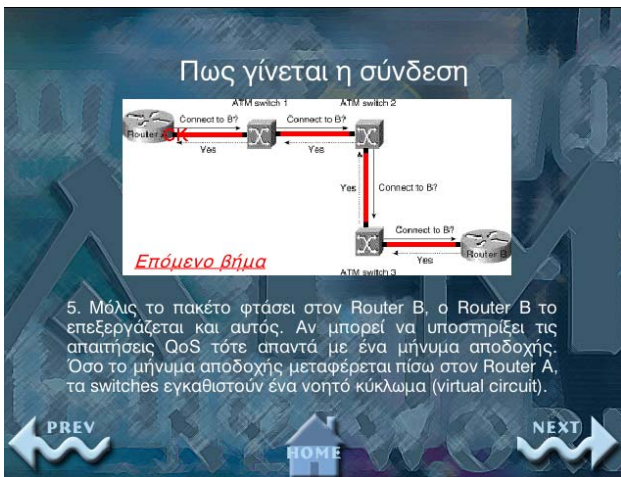 Πως γίνεται η σύνδεση
ATM switch 1
ATM switch 2
Connect to B?
Connect to B?
Router A
OK
Yes
Yes
Yes
Connect to B?
Connect to B?
Yes
Router B
ATM switch 3
Επόμενο βήμα
5. Μόλις το πακέτο φτάσει στον Router B, ο Router B το
επεξεργάζεται και αυτός. Αν μπορεί να υποστηρίξει τις
απαιτήσεις QoS τότε απαντά με ένα μήνυμα αποδοχής.
Όσο το μήνυμα αποδοχής μεταφέρεται πίσω στον Router A,
τα switches εγκαθιστούν ένα νοητό κύκλωμα (virtual circuit).
PREV
HOME
NEXT